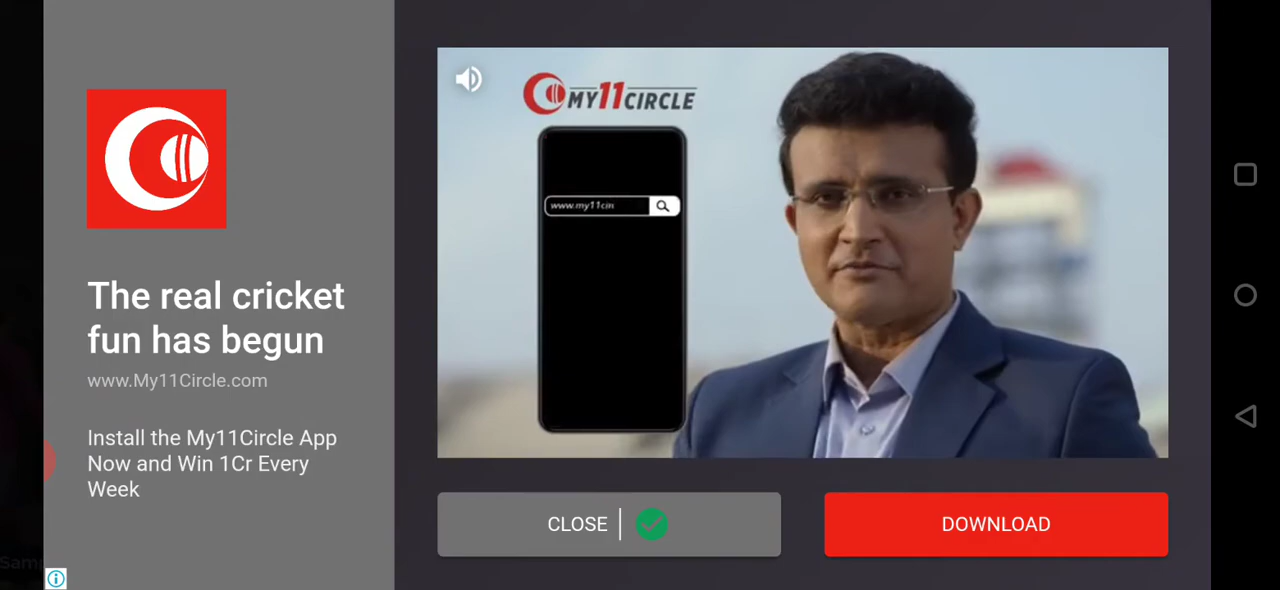 The real cricket
fun has begun
www.My11Circle.com
Install the My11Circle App
Now and Win 1Cr Every
Week
MY11CIRCLE
www.my11cin
CLOSE
DOWNLOAD